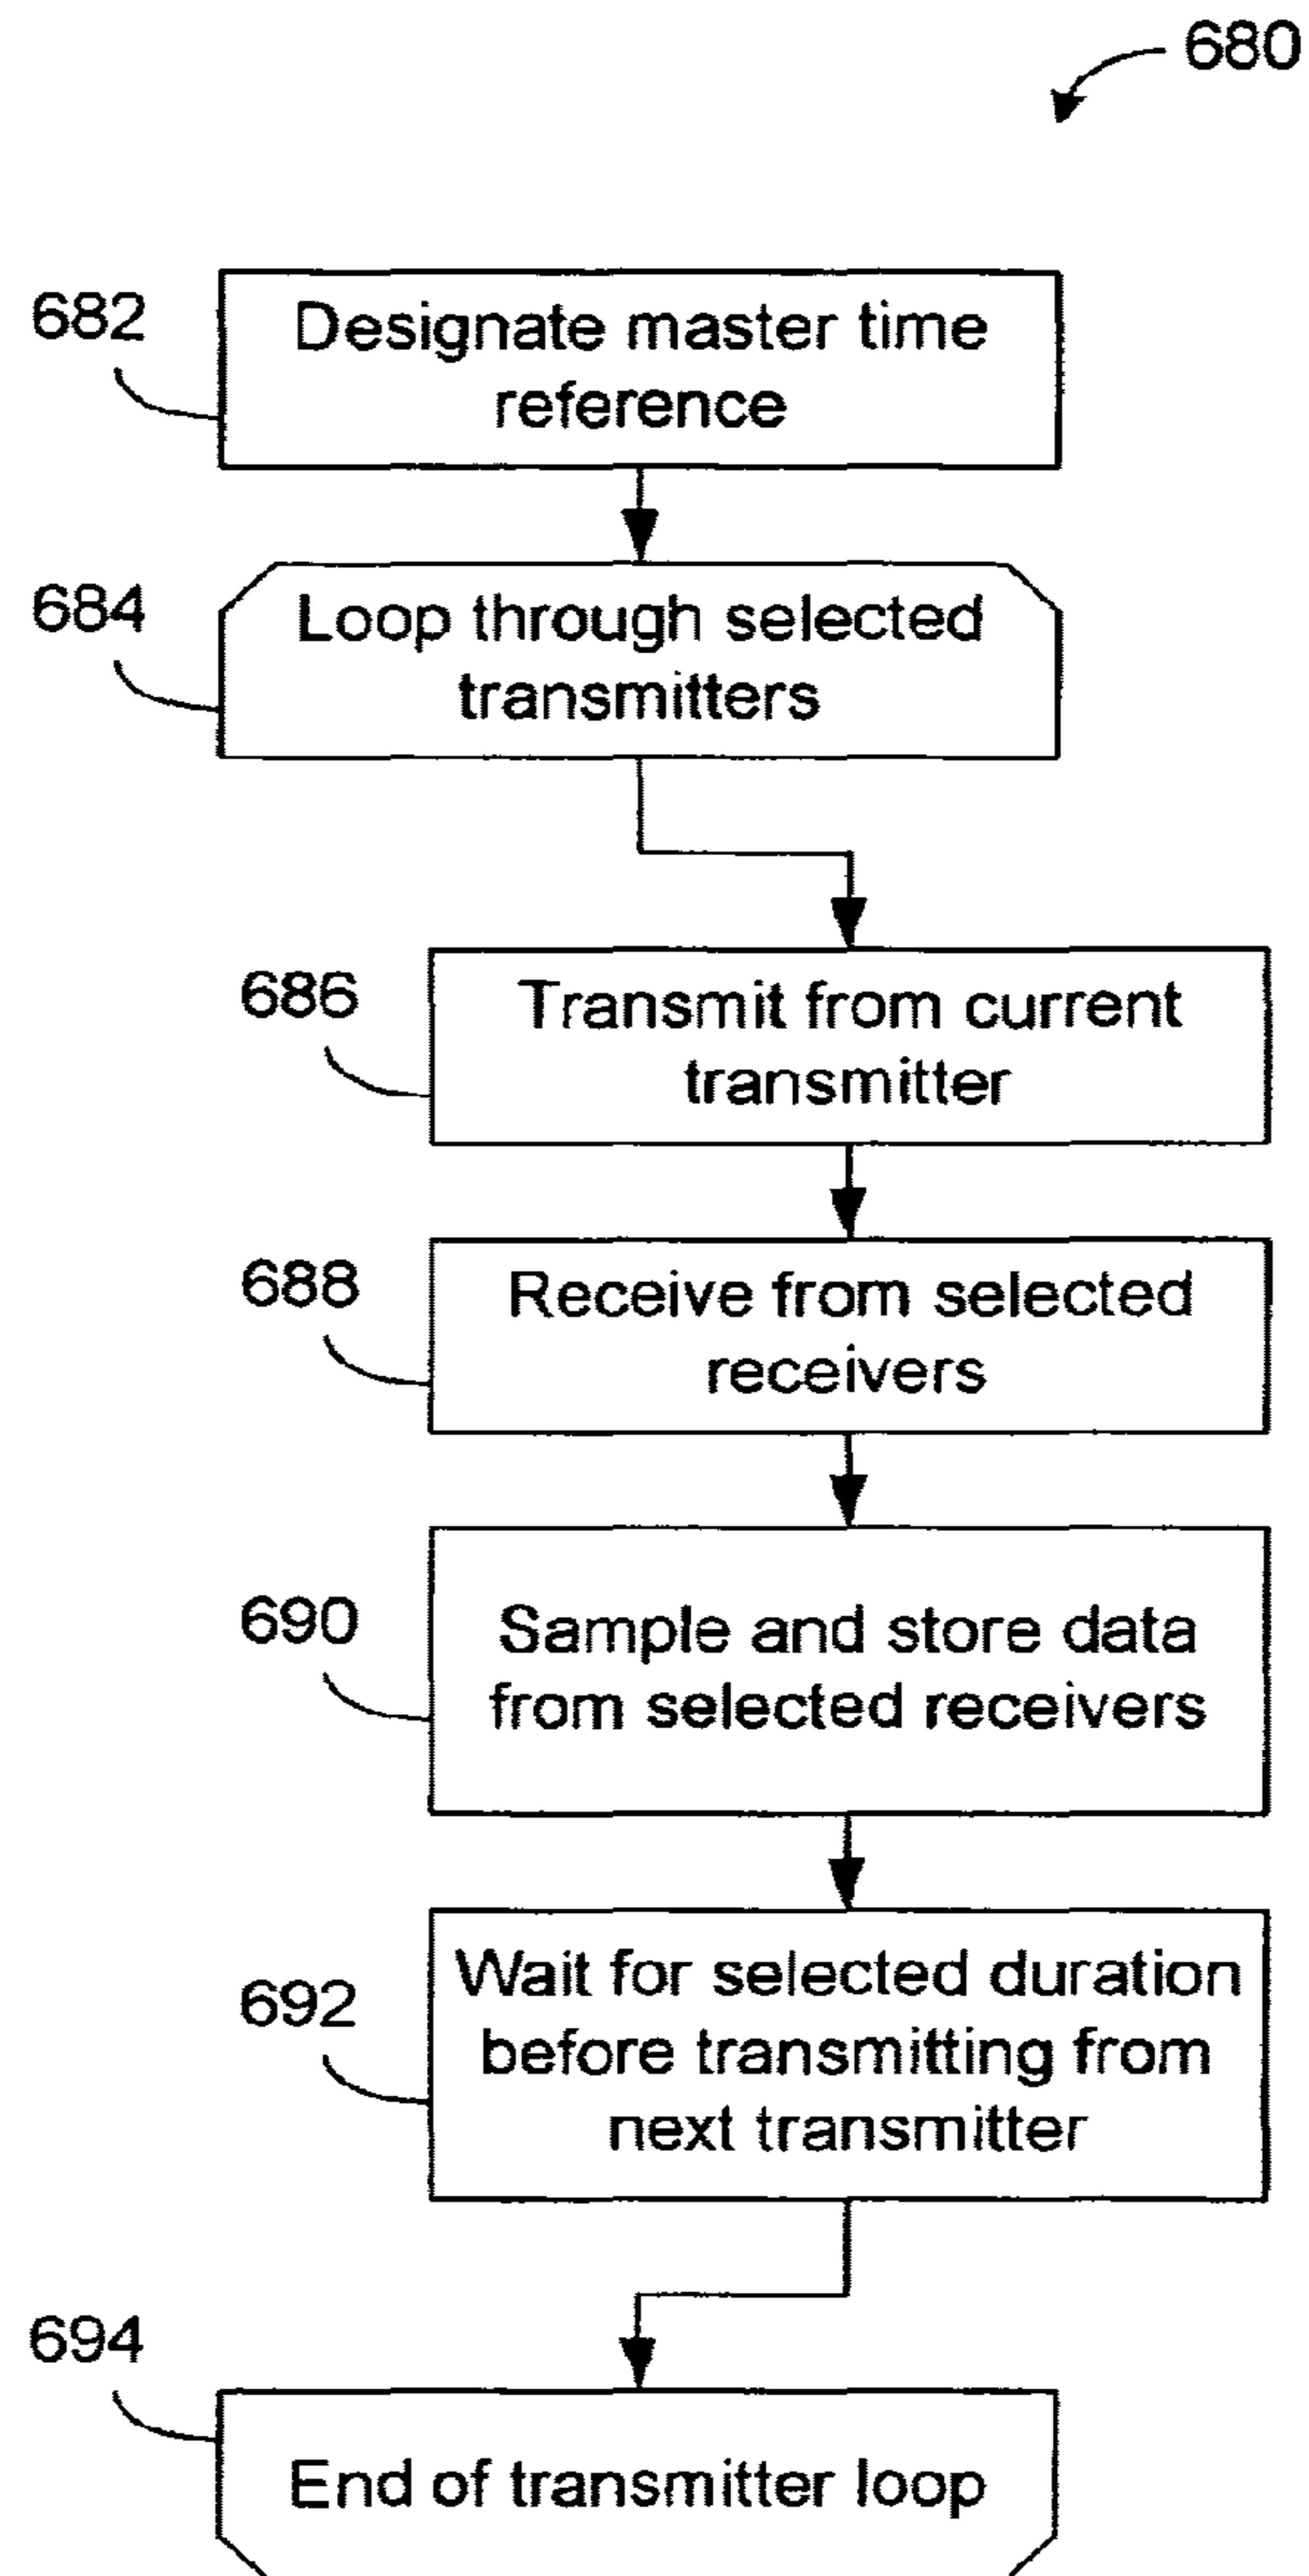 680
682
Designate master time
reference
684
Loop through selected
transmitters
686
Transmit from current
transmitter
688
Receive from selected
receivers
690
Sample and store data
from selected receivers
692
Wait for selected duration
before transmitting from
next transmitter
694
End of transmitter loop